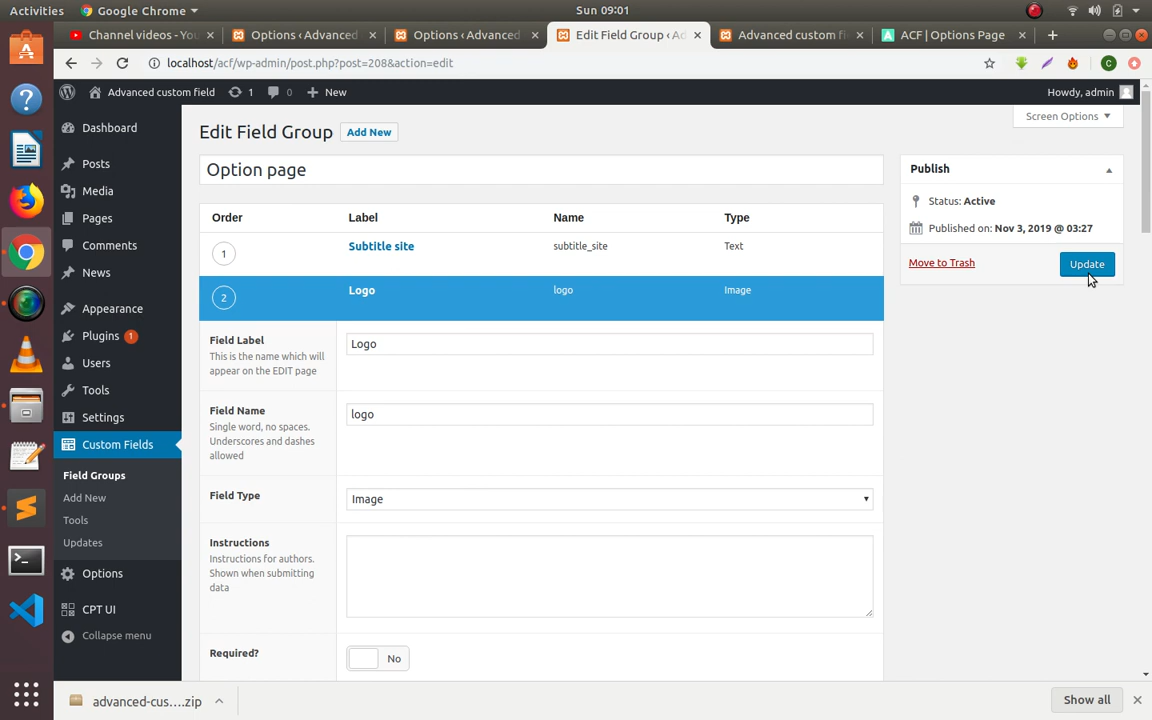 Activities
Google Chrome
Sun 09:01
Channel videos - You
Options ‹ Advanced
Options ‹ Advanced
Edit Field Group ‹ Ad
Advanced custom fi
ACF | Options Page
localhost/acf/wp-admin/post.php?post=208&action=edit
C
Advanced custom field
1
0
New
Howdy, admin
Dashboard
Posts
Media
Pages
Comments
News
Appearance
Plugins 1
Users
Tools
Settings
Custom Fields
Field Groups
Add New
Tools
Updates
Options
CPT UI
Collapse menu
Screen Options
Edit Field Group
Add New
Option page
Order Label Name Type
1 Subtitle site subtitle_site Text
2 Logo logo Image
Field Label
This is the name which will
appear on the EDIT page
Logo
Field Name
Single word, no spaces.
Underscores and dashes
allowed
logo
Field Type
Image
Instructions
Instructions for authors.
Shown when submitting
data
Required?
No
Publish
Status: Active
Published on: Nov 3, 2019 @ 03:27
Move to Trash
Update
advanced-cus....zip
Show all